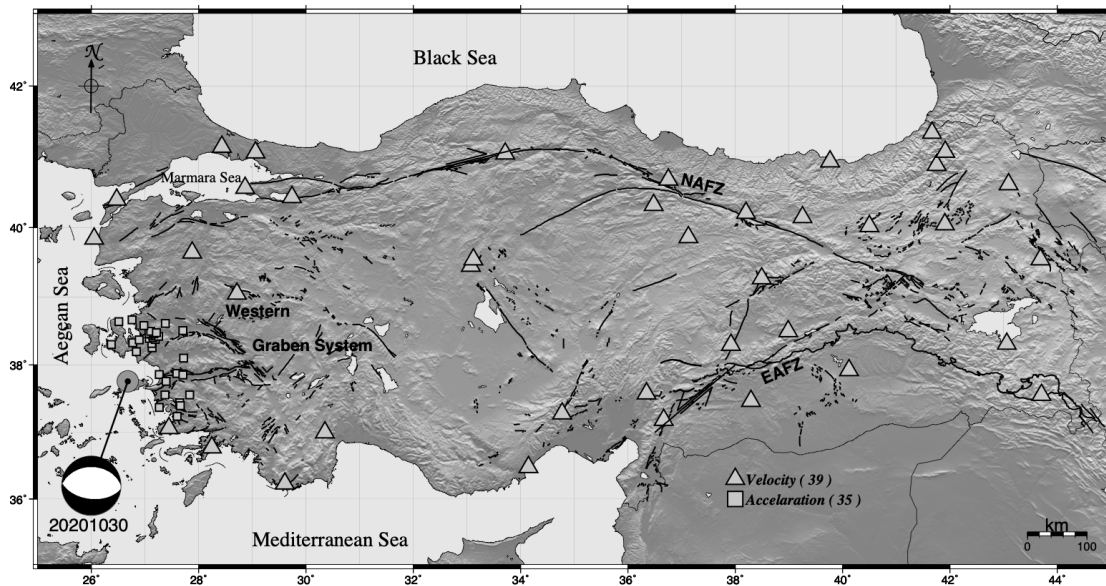 N
Black Sea
42˚
Marmara Sea
NAFZ
40˚
Aegean Sea
Western
Graben System
38˚
EAFZ
36˚
Velocity ( 39 )
Accelaration ( 35 )
20201030
Mediterranean Sea
km
0 100
26˚ 28˚ 30˚ 32˚ 34˚ 36˚ 38˚ 40˚ 42˚ 44˚